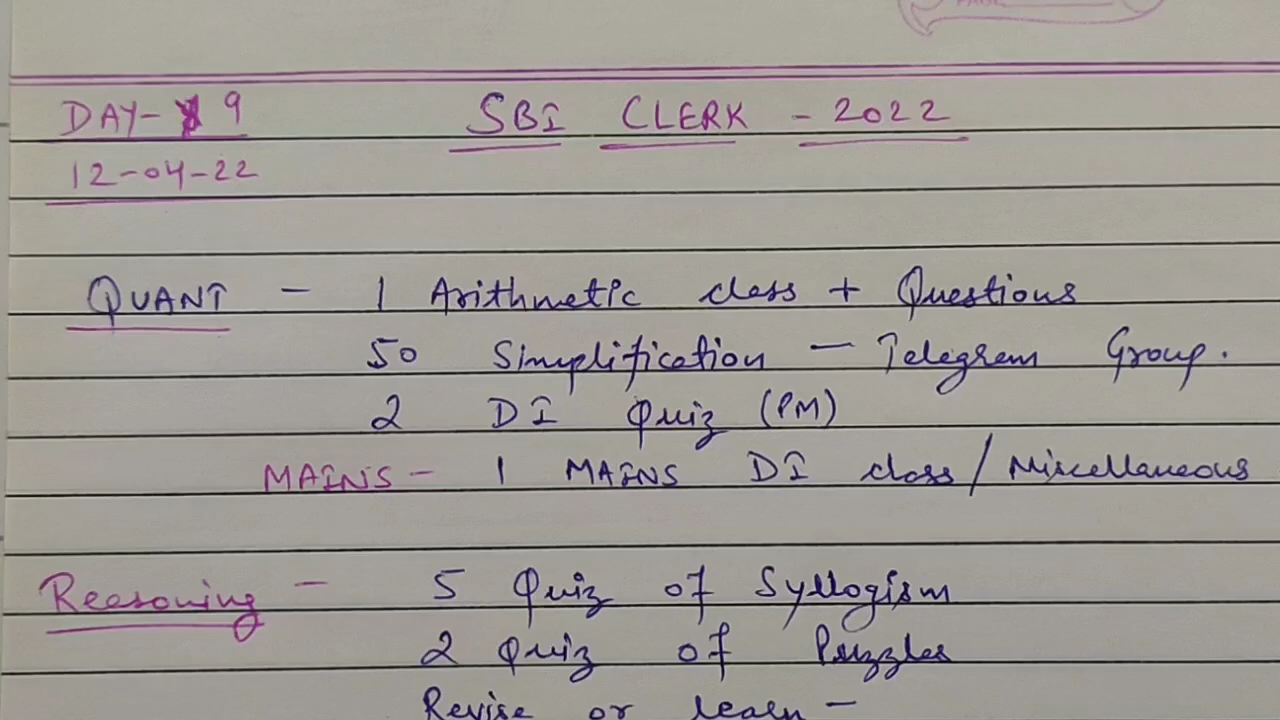 DAY- 9
SBI CLERK - 2022
12-04-22
QUANT - 1 Arithmetic class + Questions
50 Simplification - Telegram Group.
2 DI Quiz (PM)
MAINS - 1 MAINS DI class / Miscellaneous
Reasoning - 5 Quiz of Syllogism
2 Quiz of Puzzles
Revise or learn -